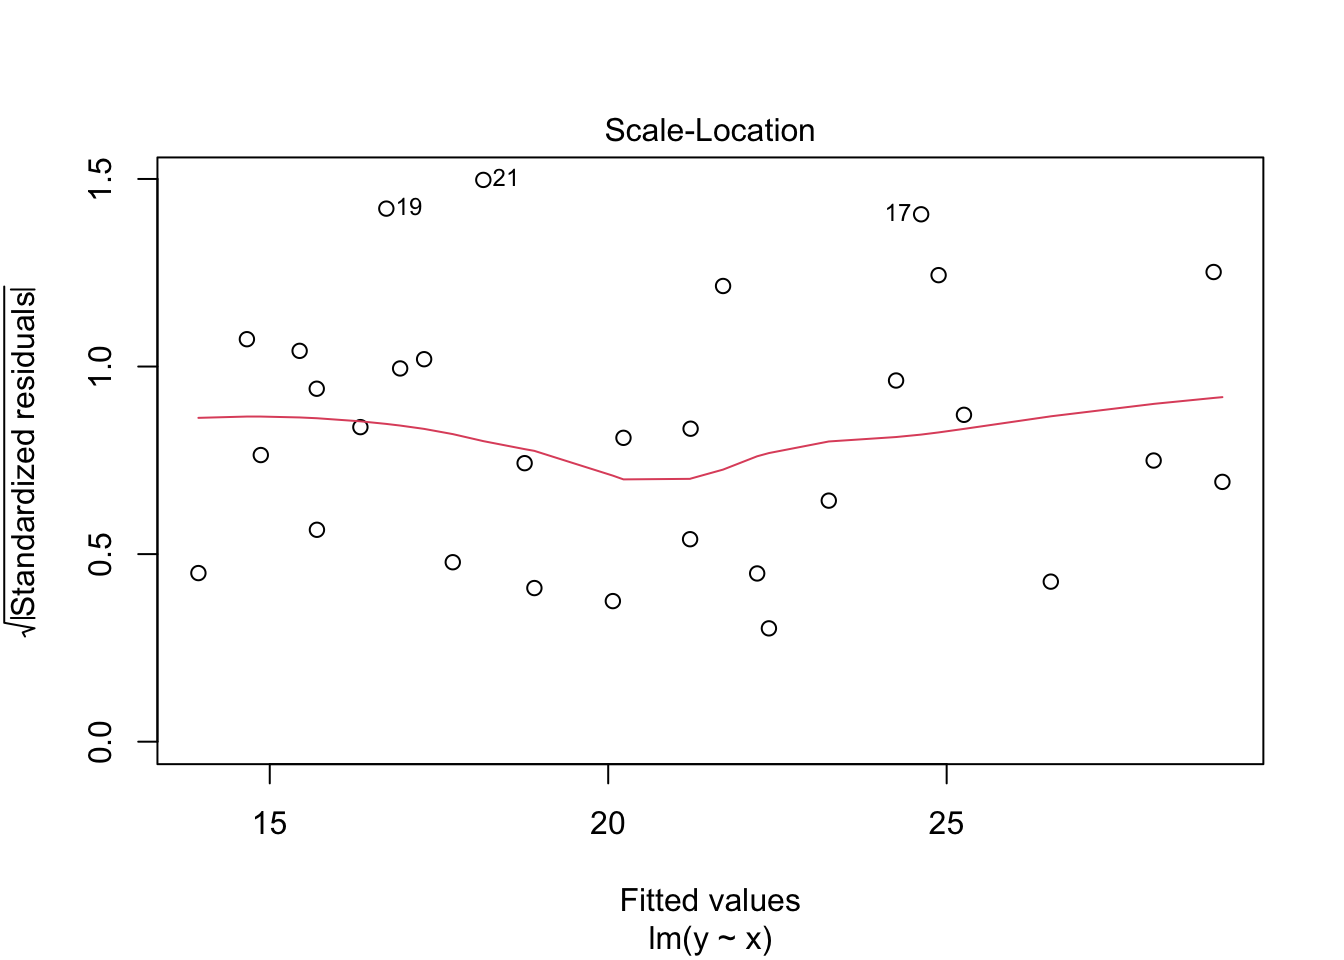 Scale-Location
√|Standardized residuals|
1.5
1.0
0.5
0.0
19
21
17
15
20
25
Fitted values
lm(y ~ x)